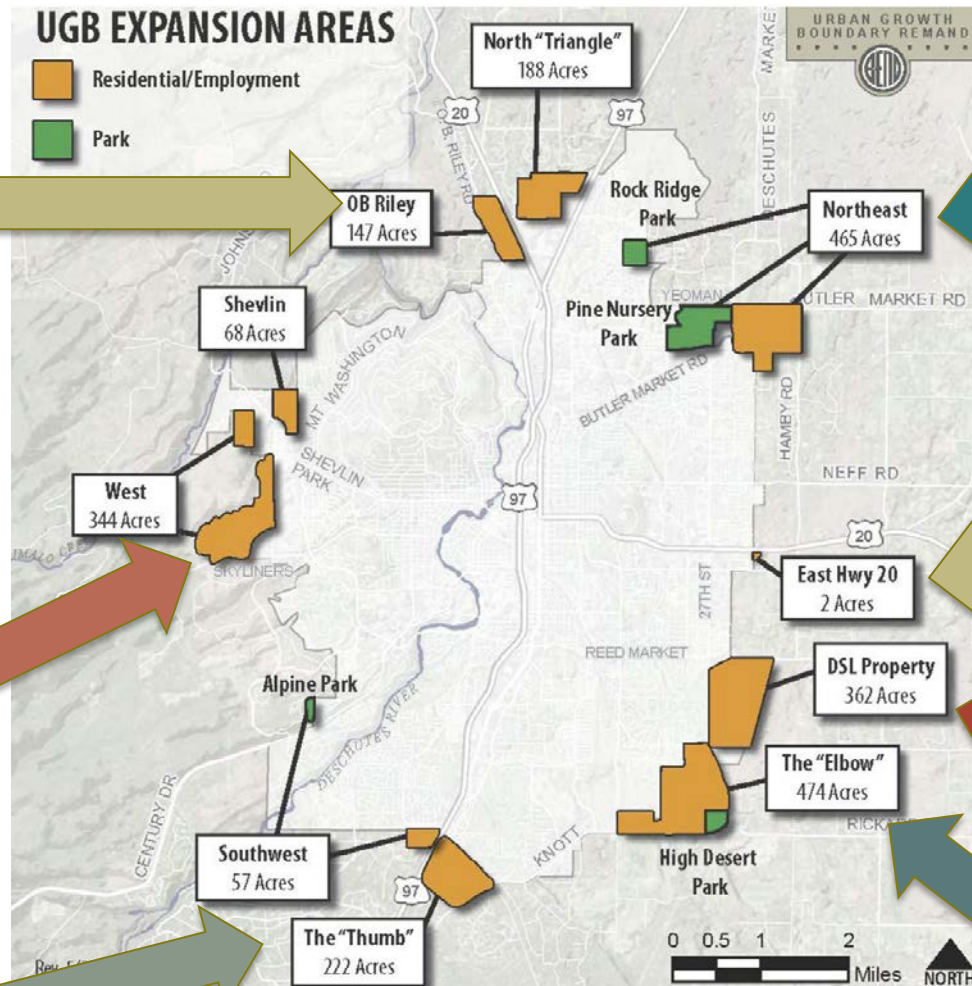 UGB EXPANSION AREAS
Residential/Employment
Park
URBAN GROWTH
BOUNDARY REMAND
BEND
North "Triangle"
188 Acres
20
97
O.B. RILEY RD
DESCHUTES MARKET
OB Riley
147 Acres
Rock Ridge
Park
Northeast
465 Acres
YEOMAN
BUTLER MARKET RD
Shevlin
68 Acres
Pine Nursery
Park
MT WASHINGTON
BUTLER MARKET RD
HAMBY RD
SHEVLIN
PARK
NEFF RD
West
344 Acres
97
20
SKYLINERS
East Hwy 20
2 Acres
27TH ST
REED MARKET
DSL Property
362 Acres
Alpine Park
DESCHUTES RIVER
The "Elbow"
474 Acres
CENTURY DR
KNOTT
High Desert
Park
Southwest
57 Acres
97
The "Thumb"
222 Acres
0 0.5 1 2
Miles
NORTH